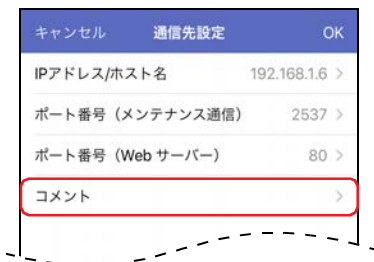 キャンセル 通信先設定 OK
IPアドレス/ホスト名 192.168.1.6 >
ポート番号（メンテナンス通信） 2537 >
ポート番号（Web サーバー） 80 >
コメント >